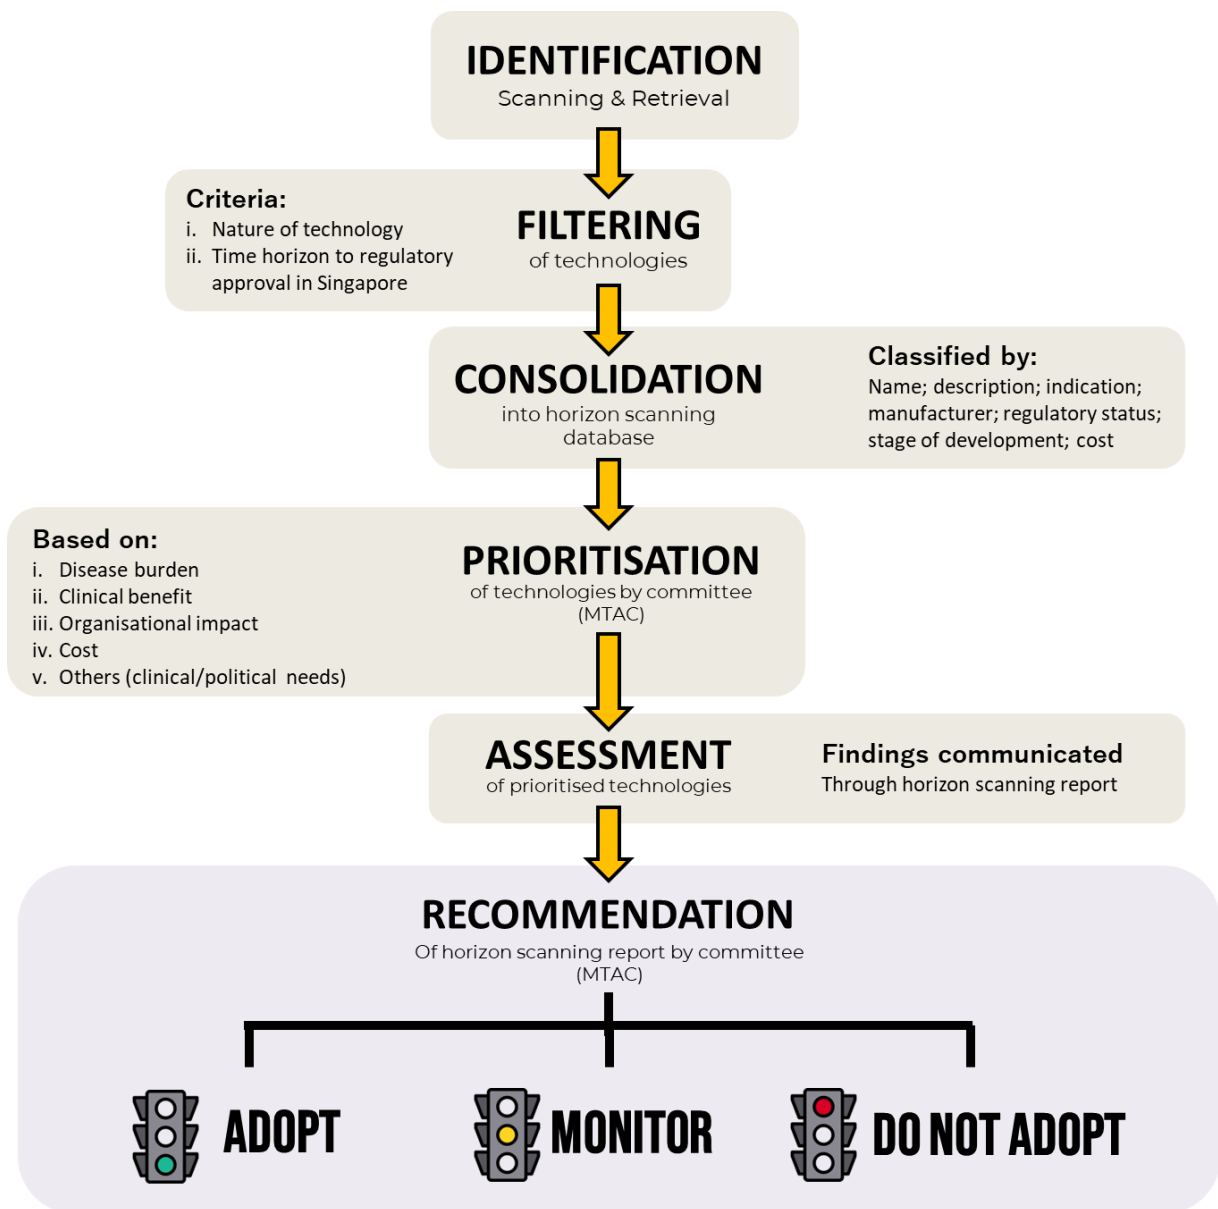 IDENTIFICATION
Scanning & Retrieval
Criteria:
i. Nature of technology
ii. Time horizon to regulatory
approval in Singapore
FILTERING
of technologies
CONSOLIDATION
into horizon scanning
database
Classified by:
Name; description; indication;
manufacturer; regulatory status;
stage of development; cost
Based on:
i. Disease burden
ii. Clinical benefit
iii. Organisational impact
iv. Cost
v. Others (clinical/political needs)
PRIORITISATION
of technologies by committee
(MTAC)
ASSESSMENT
of prioritised technologies
Findings communicated
Through horizon scanning report
RECOMMENDATION
Of horizon scanning report by committee
(MTAC)
ADOPT
MONITOR
DO NOT ADOPT